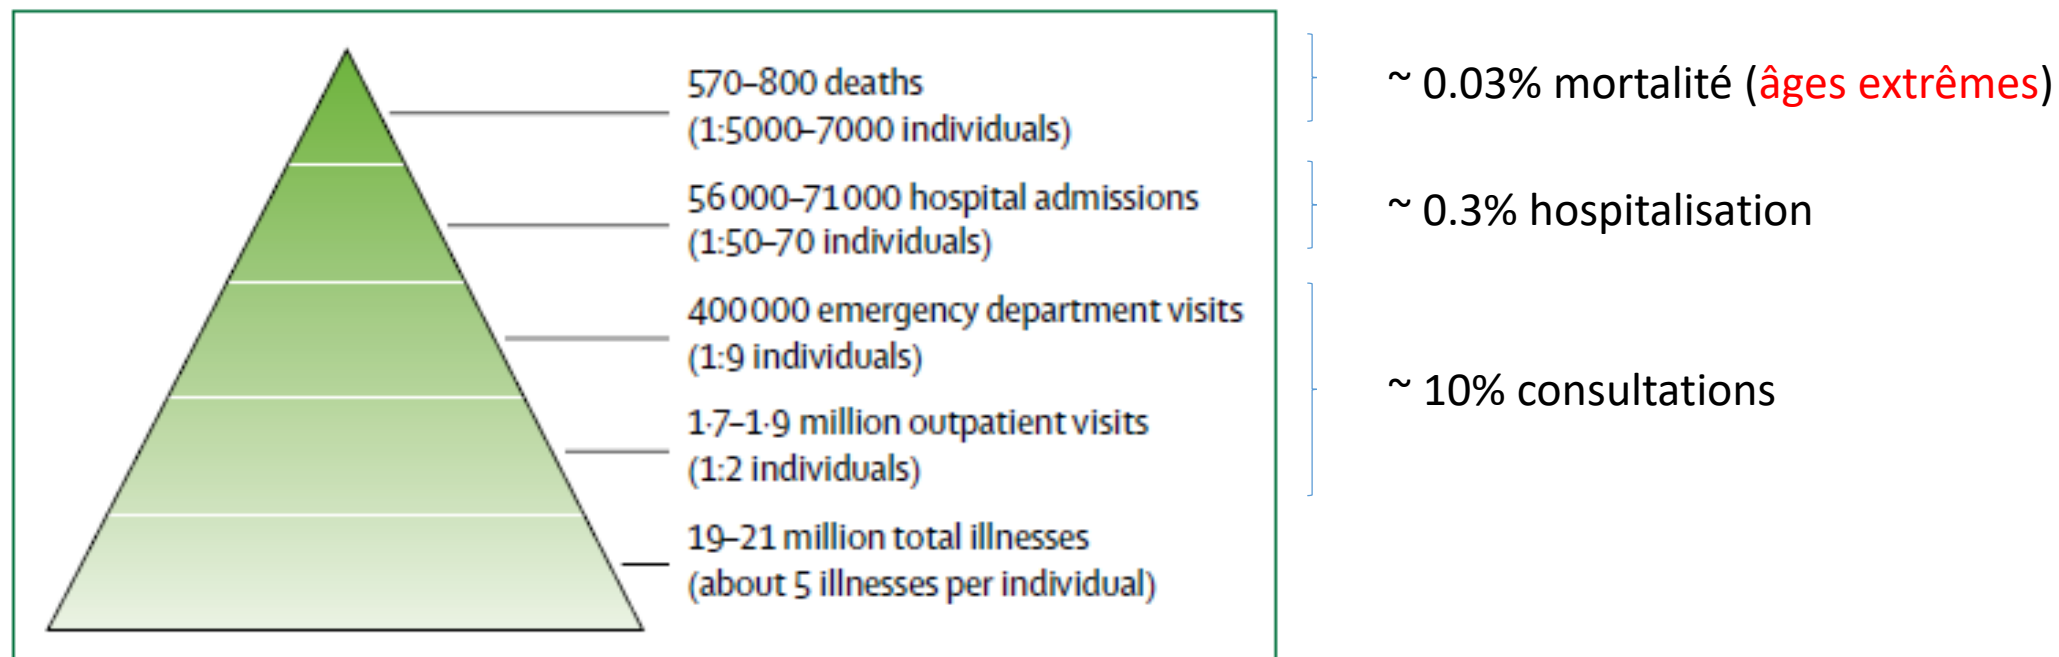 570–800 deaths
(1:5000–7000 individuals)
~ 0.03% mortalité (âges extrêmes)
56 000–71 000 hospital admissions
(1:50–70 individuals)
~ 0.3% hospitalisation
400 000 emergency department visits
(1:9 individuals)
~ 10% consultations
1·7–1·9 million outpatient visits
(1:2 individuals)
19–21 million total illnesses
(about 5 illnesses per individual)